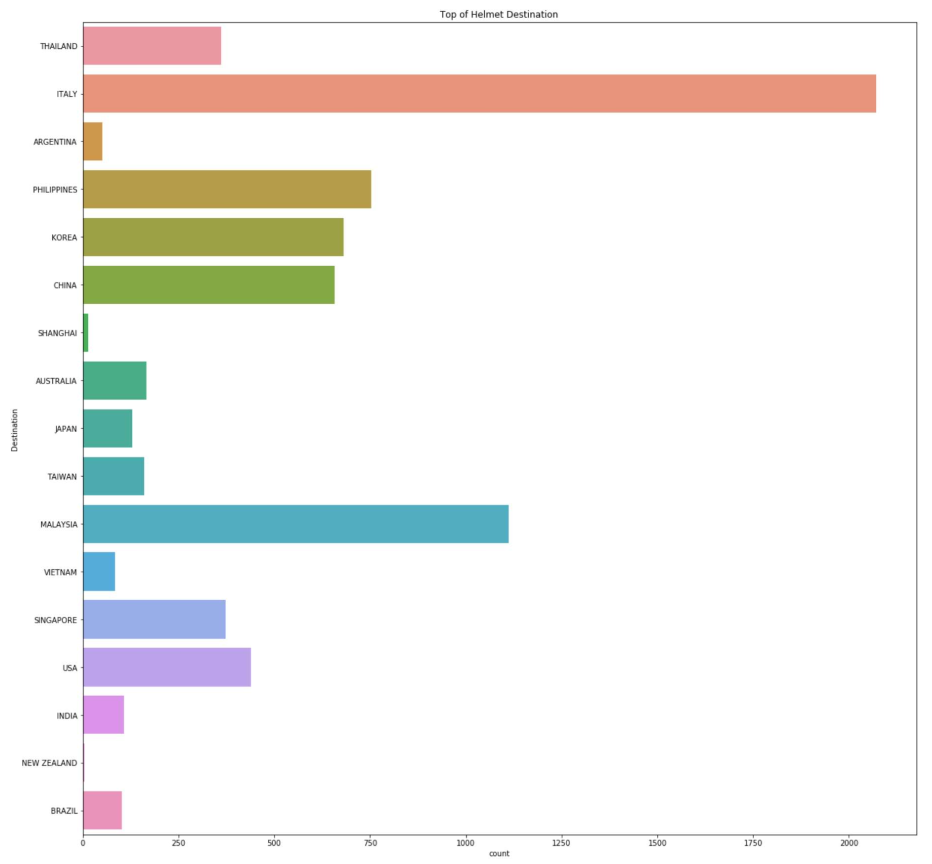 Top of Helmet Destination
THAILAND
ITALY
ARGENTINA
PHILIPPINES
KOREA
CHINA
SHANGHAI
AUSTRALIA
JAPAN
TAIWAN
MALAYSIA
VIETNAM
SINGAPORE
USA
INDIA
NEW ZEALAND
BRAZIL
Destination
0 250 500 750 1000 1250 1500 1750 2000
count